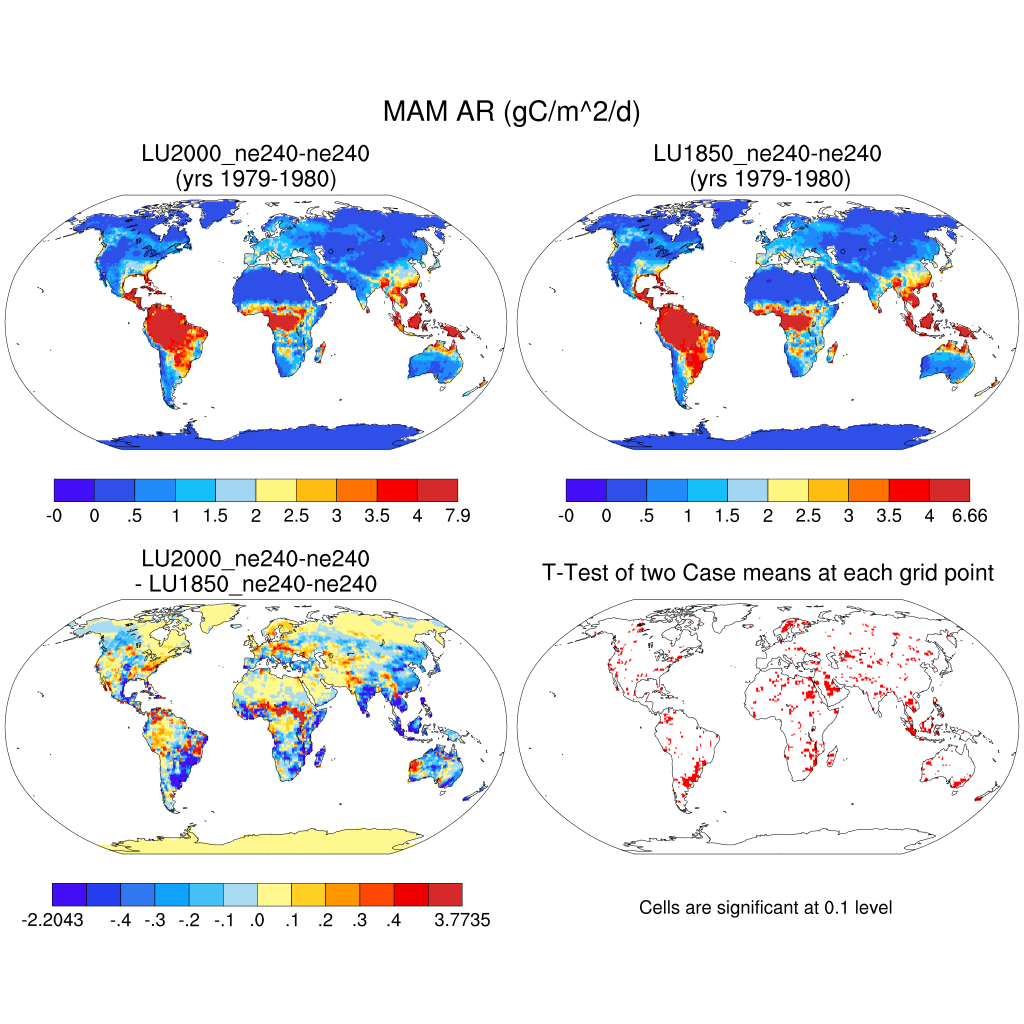 MAM AR (gC/m^2/d)
LU2000_ne240-ne240
(yrs 1979-1980)
LU1850_ne240-ne240
(yrs 1979-1980)
-0 0 .5 1 1.5 2 2.5 3 3.5 4 7.9
-0 0 .5 1 1.5 2 2.5 3 3.5 4 6.66
LU2000_ne240-ne240
- LU1850_ne240-ne240
T-Test of two Case means at each grid point
-2.2043 -.4 -.3 -.2 -.1 .0 .1 .2 .3 .4 3.7735
Cells are significant at 0.1 level